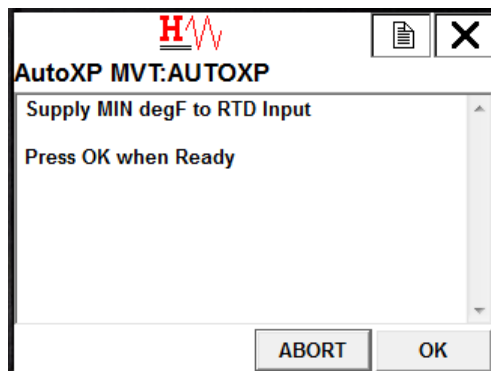 H
AutoXP MVT:AUTOXP
Supply MIN degF to RTD Input
Press OK when Ready
ABORT OK